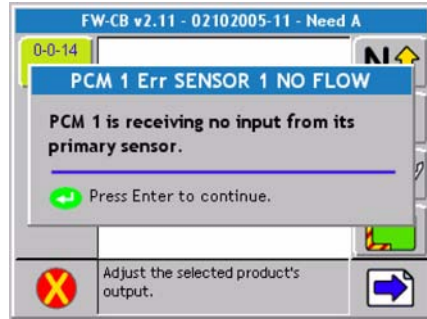 FW-CB v2.11 - 02102005-11 - Need A
0-0-14
N
PCM 1 Err SENSOR 1 NO FLOW
PCM 1 is receiving no input from its
primary sensor.
Press Enter to continue.
Adjust the selected product's
output.